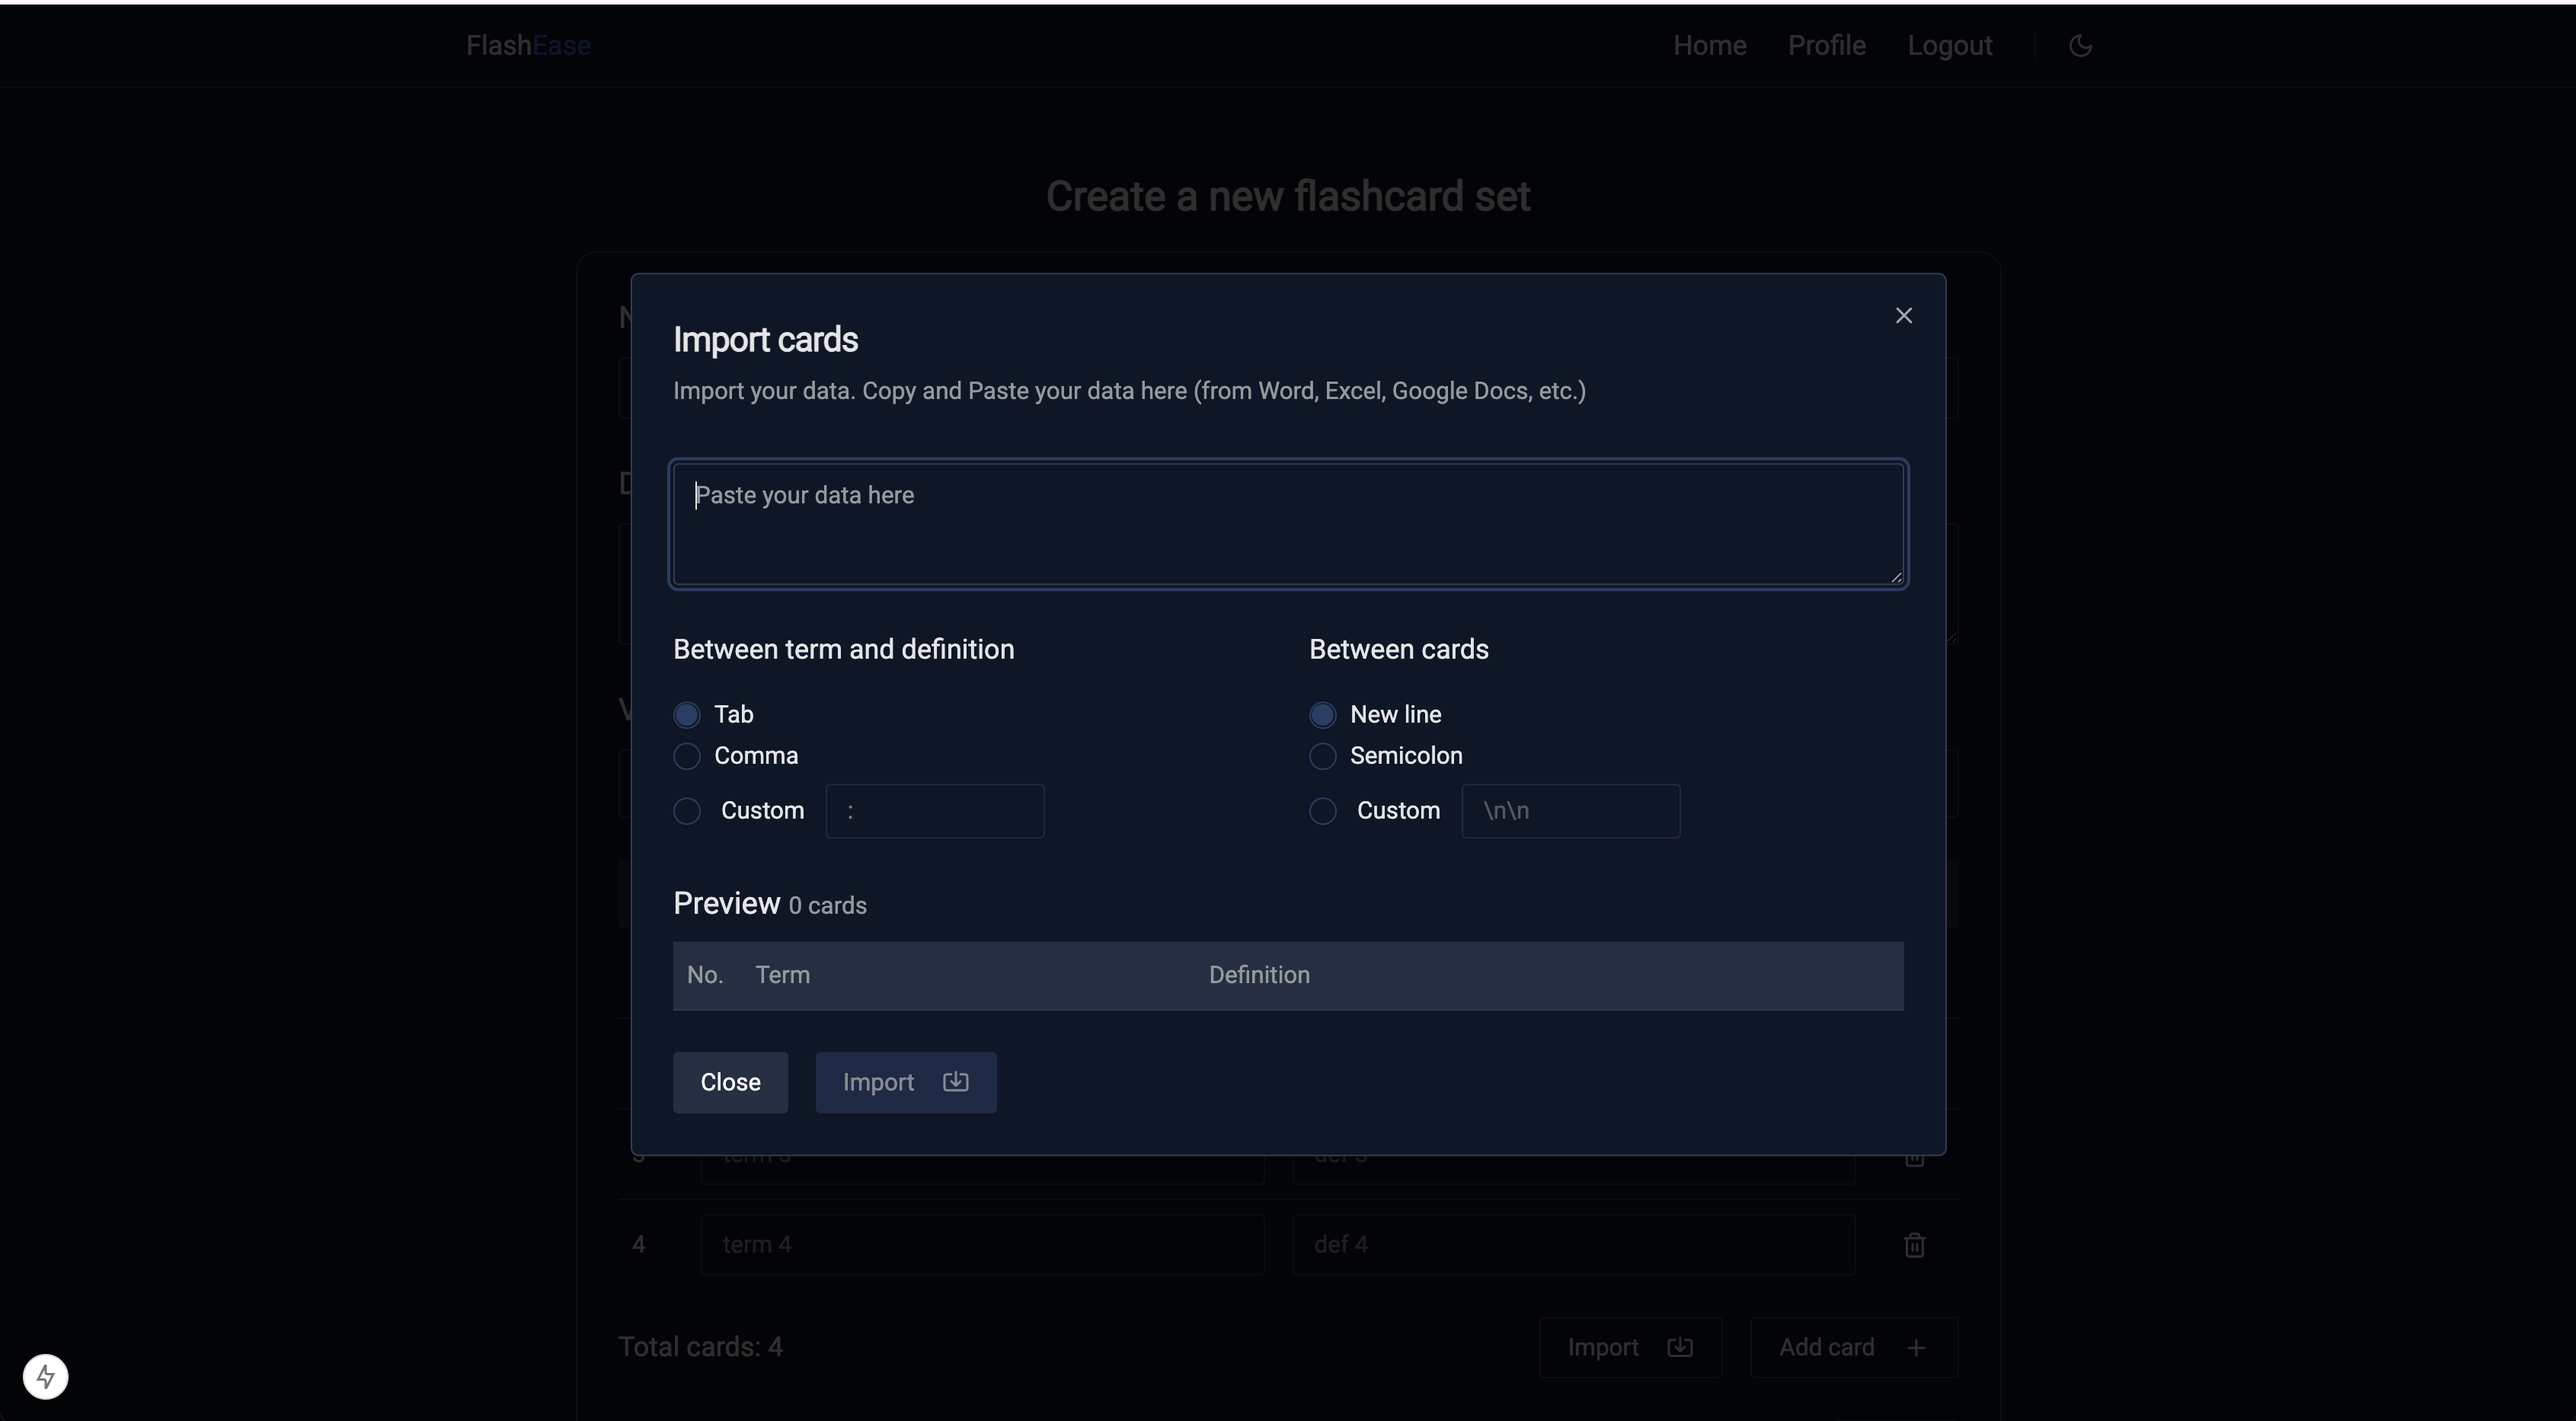 FlashEase
Home Profile Logout
Create a new flashcard set
Import cards
Import your data. Copy and Paste your data here (from Word, Excel, Google Docs, etc.)
Paste your data here
Between term and definition
Tab
Comma
Custom :
Between cards
New line
Semicolon
Custom \n\n
Preview 0 cards
No. Term Definition
Close Import
4 term 4 def 4
Total cards: 4
Import Add card